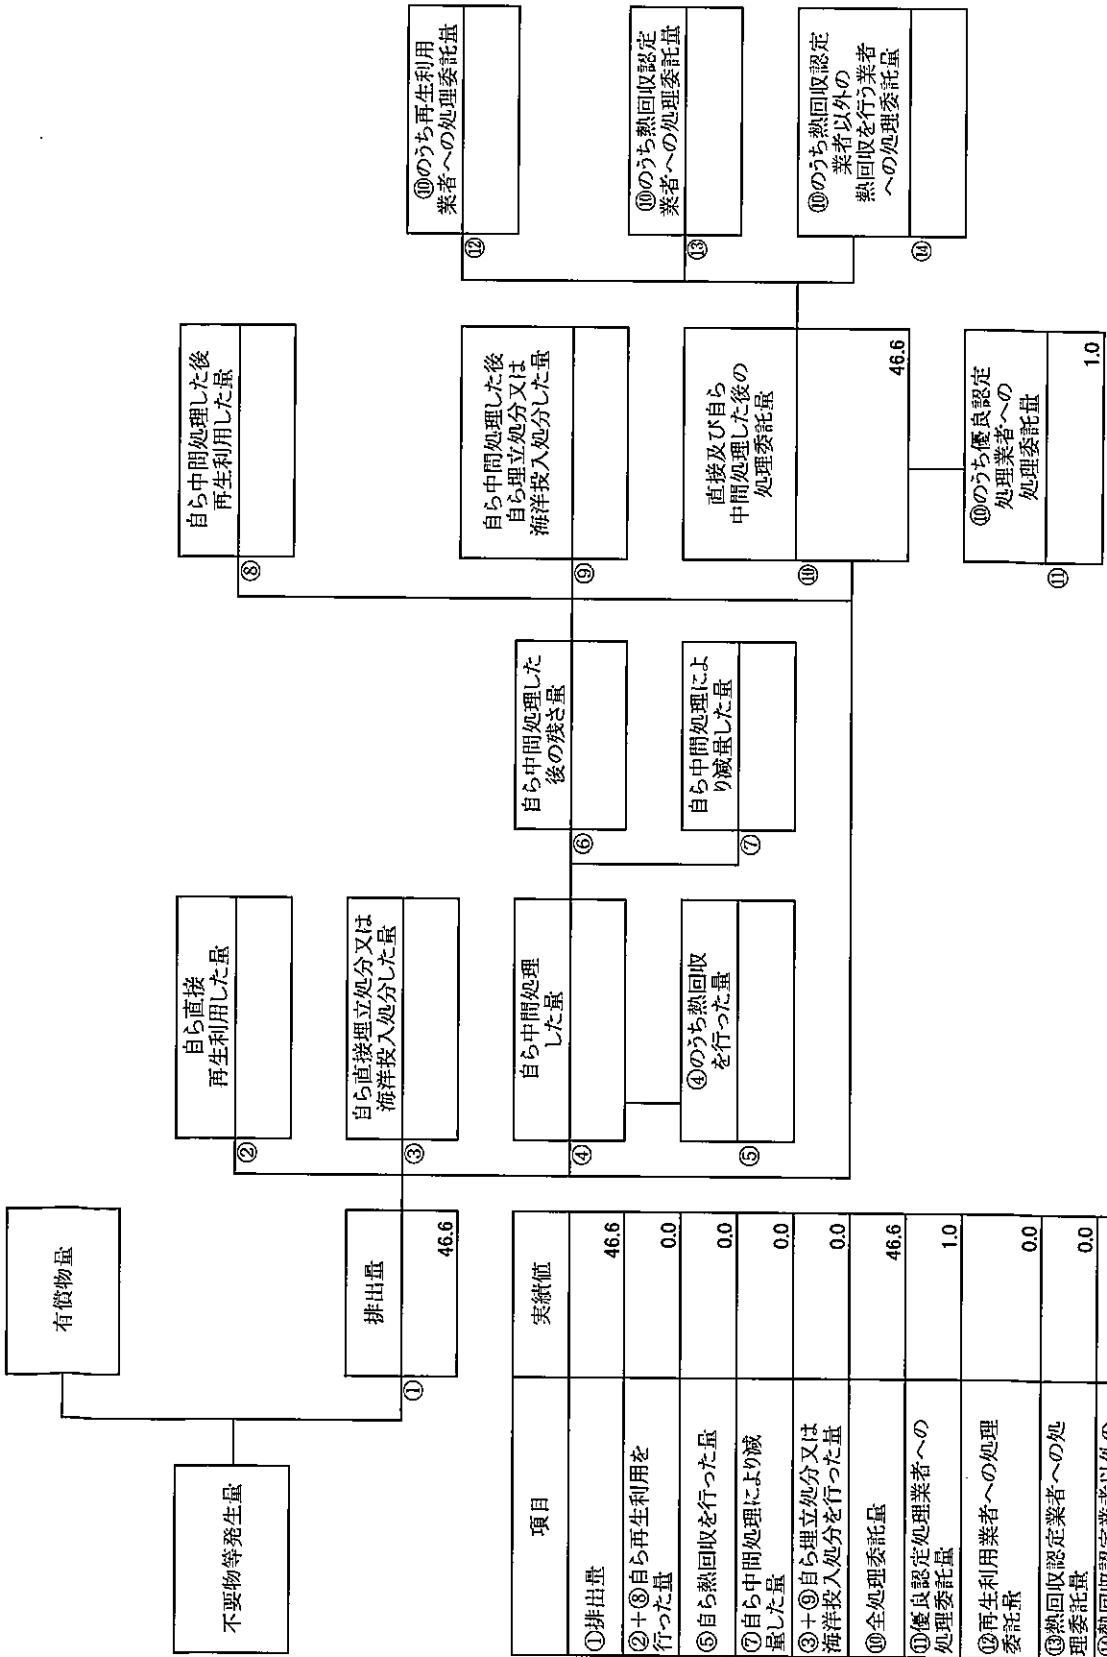 有償物量
不要物等発生量
排出量
①
46.6
自ら直接
再生利用した量
②
自ら直接埋立処分又は
海洋投入処分した量
③
自ら中間処理
した量
④
④のうち熱回収
を行った量
⑤
自ら中間処理した
後の残さ量
⑥
自ら中間処理によ
り減量した量
⑦
自ら中間処理した後
再生利用した量
⑧
自ら中間処理した後
自ら埋立処分又は
海洋投入処分した量
⑨
直接及び自ら
中間処理した後の
処理委託量
⑩
46.6
⑩のうち優良認定
処理業者への
処理委託量
⑪
1.0
⑩のうち再生利用
業者への処理委託量
⑫
⑩のうち熱回収認定
業者への処理委託量
⑬
⑩のうち熱回収認定
業者以外の
熱回収を行う業者
への処理委託量
⑭
項目 実績値
①排出量 46.6
②+⑧自ら再生利用を
行った量 0.0
⑤自ら熱回収を行った量 0.0
⑦自ら中間処理により減
量した量 0.0
③+⑨自ら埋立処分又は
海洋投入処分を行った量 0.0
⑩全処理委託量 46.6
⑪優良認定処理業者への
処理委託量 1.0
⑫再生利用業者への処理
委託量 0.0
⑬熱回収認定業者への処
理委託量 0.0
⑭熱回収認定業者以外の